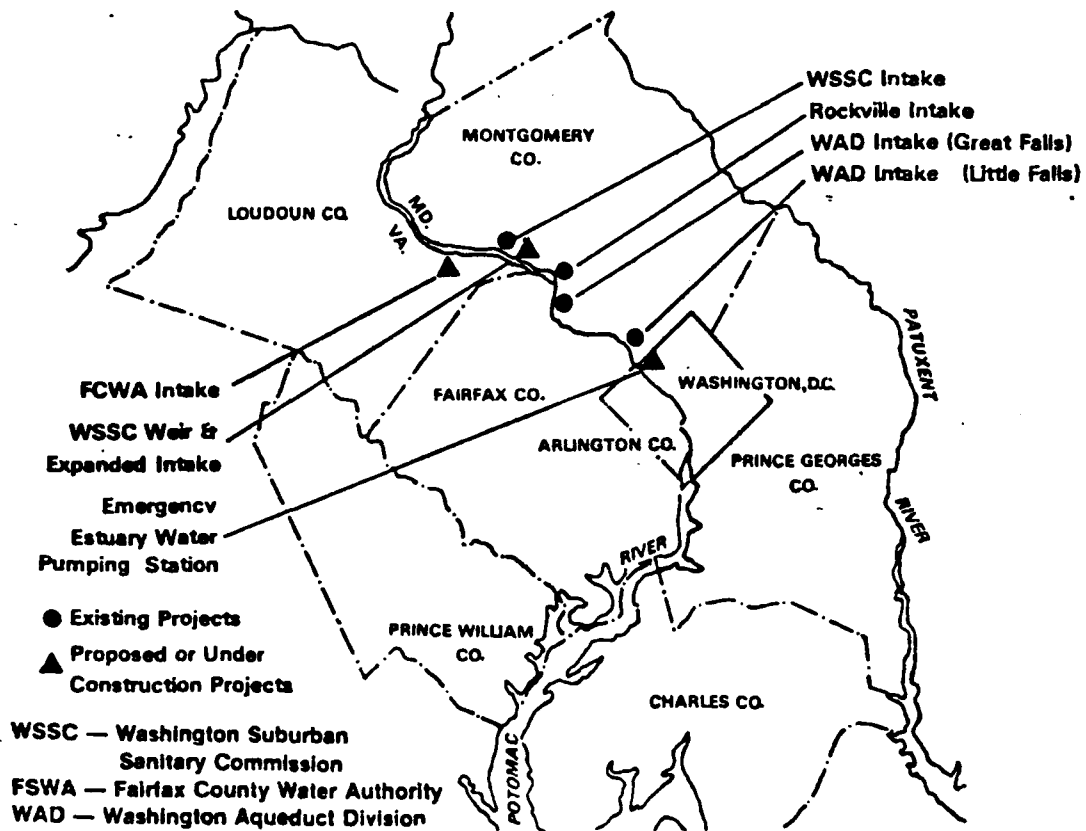 WSSC Intake
Rockville Intake
WAD Intake (Great Falls)
WAD Intake (Little Falls)
MONTGOMERY
CO.
LOUDOUN CO.
MD.
VA.
PATUXENT
RIVER
FCWA Intake
WSSC Weir &
Expanded Intake
Emergency
Estuary Water
Pumping Station
FAIRFAX CO.
WASHINGTON, D.C.
ARLINGTON CO.
PRINCE GEORGES
CO.
RIVER
POTOMAC
PRINCE WILLIAM
CO.
CHARLES CO.
Existing Projects
Proposed or Under
Construction Projects
WSSC — Washington Suburban
Sanitary Commission
FSWA — Fairfax County Water Authority
WAD — Washington Aqueduct Division